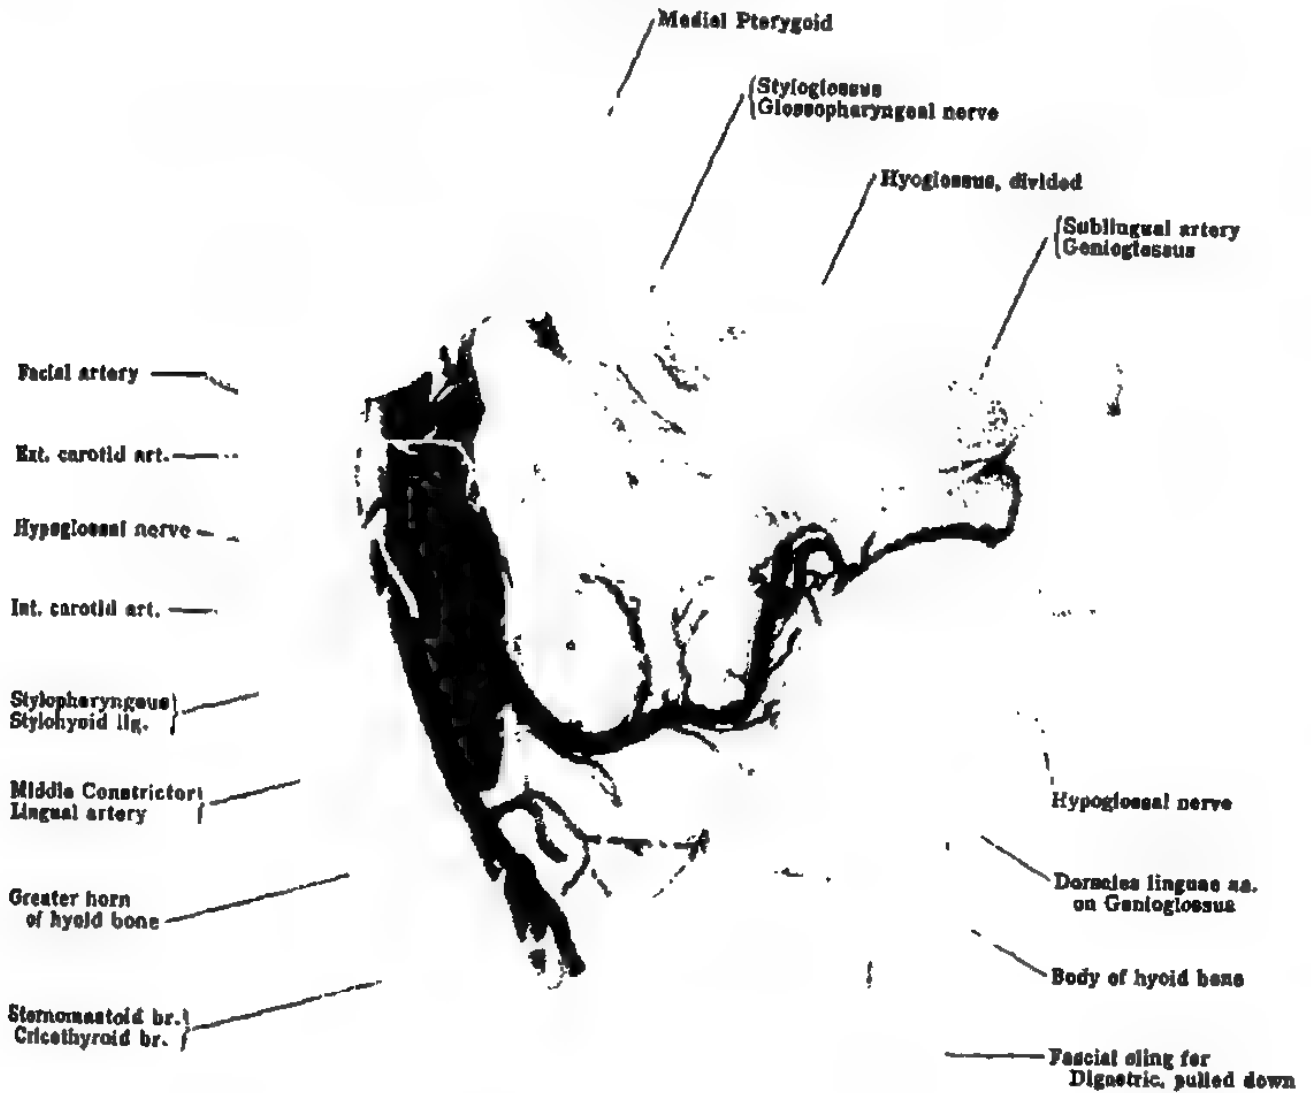 Medial Pterygoid
Styloglossus
Glossopharyngeal nerve
Hyoglossus, divided
Sublingual artery
Genioglossus
Facial artery
Ext. carotid art.
Hypoglossal nerve
Int. carotid art.
Stylopharyngeus
Stylohyoid lig.
Middle Constrictor
Lingual artery
Greater horn
of hyoid bone
Sternomastoid br.
Cricothyroid br.
Hypoglossal nerve
Dorsales linguae aa.
on Genioglossus
Body of hyoid bone
Fascial sling for
Digastric, pulled down